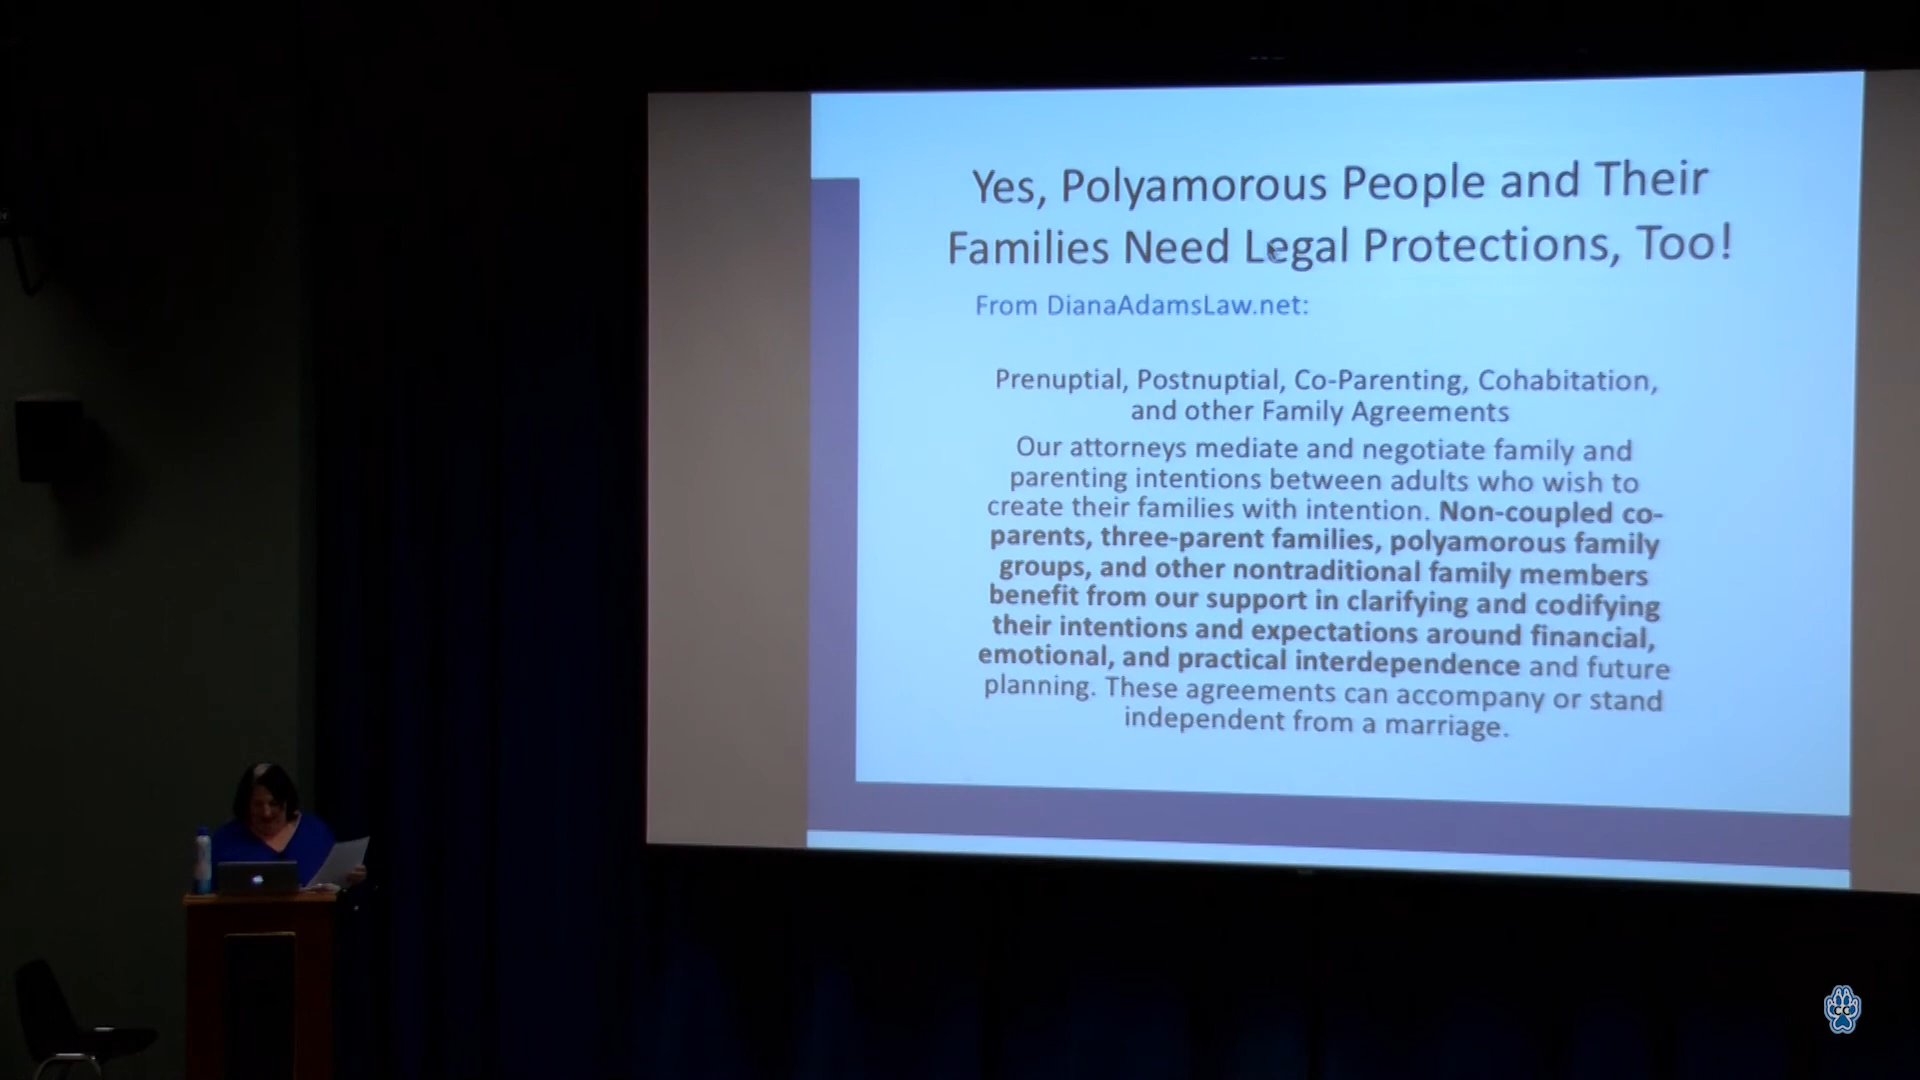 Yes, Polyamorous People and Their
Families Need Legal Protections, Too!
From DianaAdamsLaw.net:
Prenuptial, Postnuptial, Co-Parenting, Cohabitation,
and other Family Agreements
Our attorneys mediate and negotiate family and
parenting intentions between adults who wish to
create their families with intention. Non-coupled co-
parents, three-parent families, polyamorous family
groups, and other nontraditional family members
benefit from our support in clarifying and codifying
their intentions and expectations around financial,
emotional, and practical interdependence and future
planning. These agreements can accompany or stand
independent from a marriage.
CC